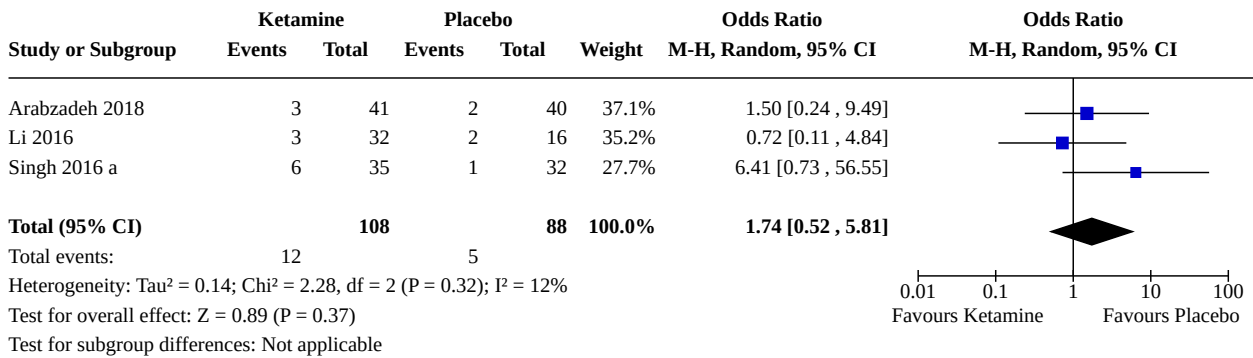 Ketamine Placebo Odds Ratio Odds Ratio
Study or Subgroup Events Total Events Total Weight M-H, Random, 95% CI M-H, Random, 95% CI
Arabzadeh 2018 3 41 2 40 37.1% 1.50 [0.24 , 9.49]
Li 2016 3 32 2 16 35.2% 0.72 [0.11 , 4.84]
Singh 2016 a 6 35 1 32 27.7% 6.41 [0.73 , 56.55]
Total (95% CI) 108 88 100.0% 1.74 [0.52 , 5.81]
Total events: 12 5
Heterogeneity: Tau² = 0.14; Chi² = 2.28, df = 2 (P = 0.32); I² = 12%
0.01 0.1 1 10 100
Test for overall effect: Z = 0.89 (P = 0.37) Favours Ketamine Favours Placebo
Test for subgroup differences: Not applicable